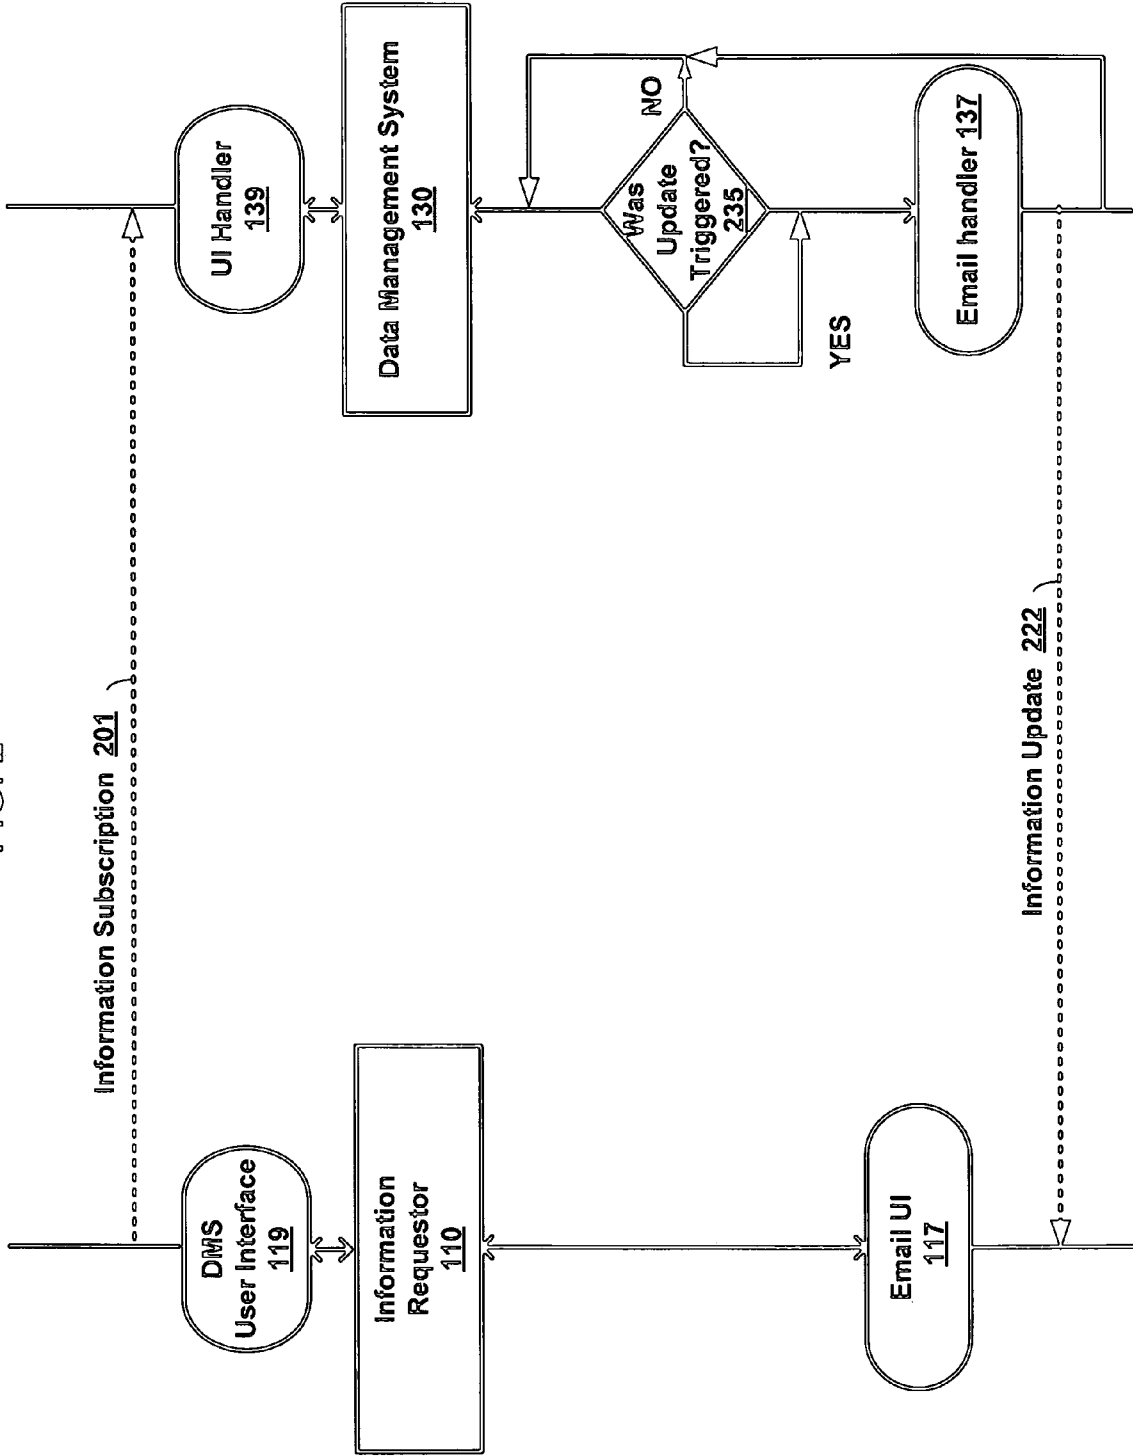 Information Subscription 201
DMS
User Interface
119
Information
Requestor
110
Email UI
117
UI Handler
139
Data Management System
130
Was
Update
Triggered?
235
NO
YES
Email handler 137
Information Update 222